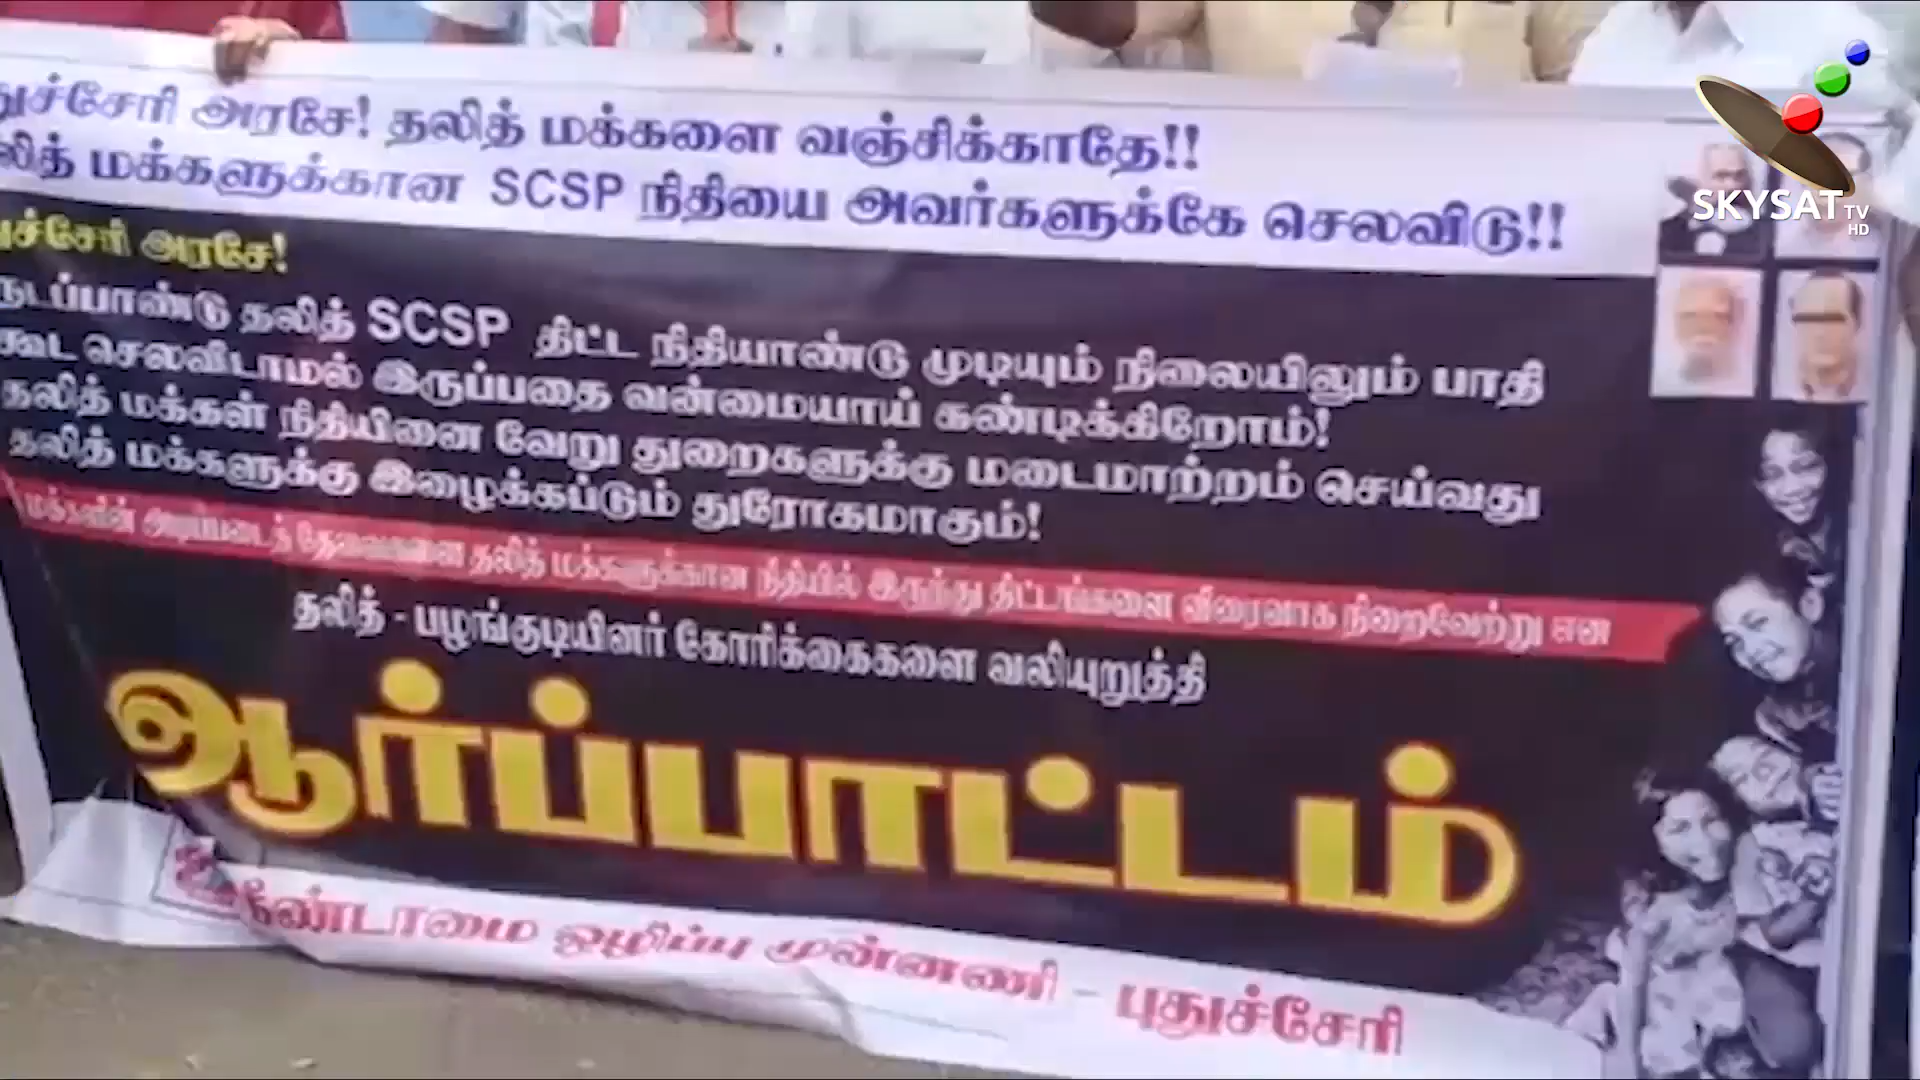 துச்சேரி அரசே! தலித் மக்களை வஞ்சிக்காதே!!
லித் மக்களுக்கான SCSP நிதியை அவர்களுக்கே செலவிடு!!
துச்சேரி அரசே!
நடப்பாண்டு தலித் SCSP திட்ட நிதியாண்டு முடியும் நிலையிலும் பாதி
கூட செலவிடாமல் இருப்பதை வன்மையாய் கண்டிக்கிறோம்!
தலித் மக்கள் நிதியினை வேறு துறைகளுக்கு மடைமாற்றம் செய்வது
தலித் மக்களுக்கு இழைக்கப்டும் துரோகமாகும்!
மக்களின் அடிப்படைத் தேவைகளை தலித் மக்களுக்கான நிதியில் இருந்து திட்டங்களை விரைவாக நிறைவேற்று என
தலித் - பழங்குடியினர் கோரிக்கைகளை வலியுறுத்தி
ஆர்ப்பாட்டம்
ஒழிப்பு முன்னணி - புதுச்சேரி
SKYSAT TV
HD